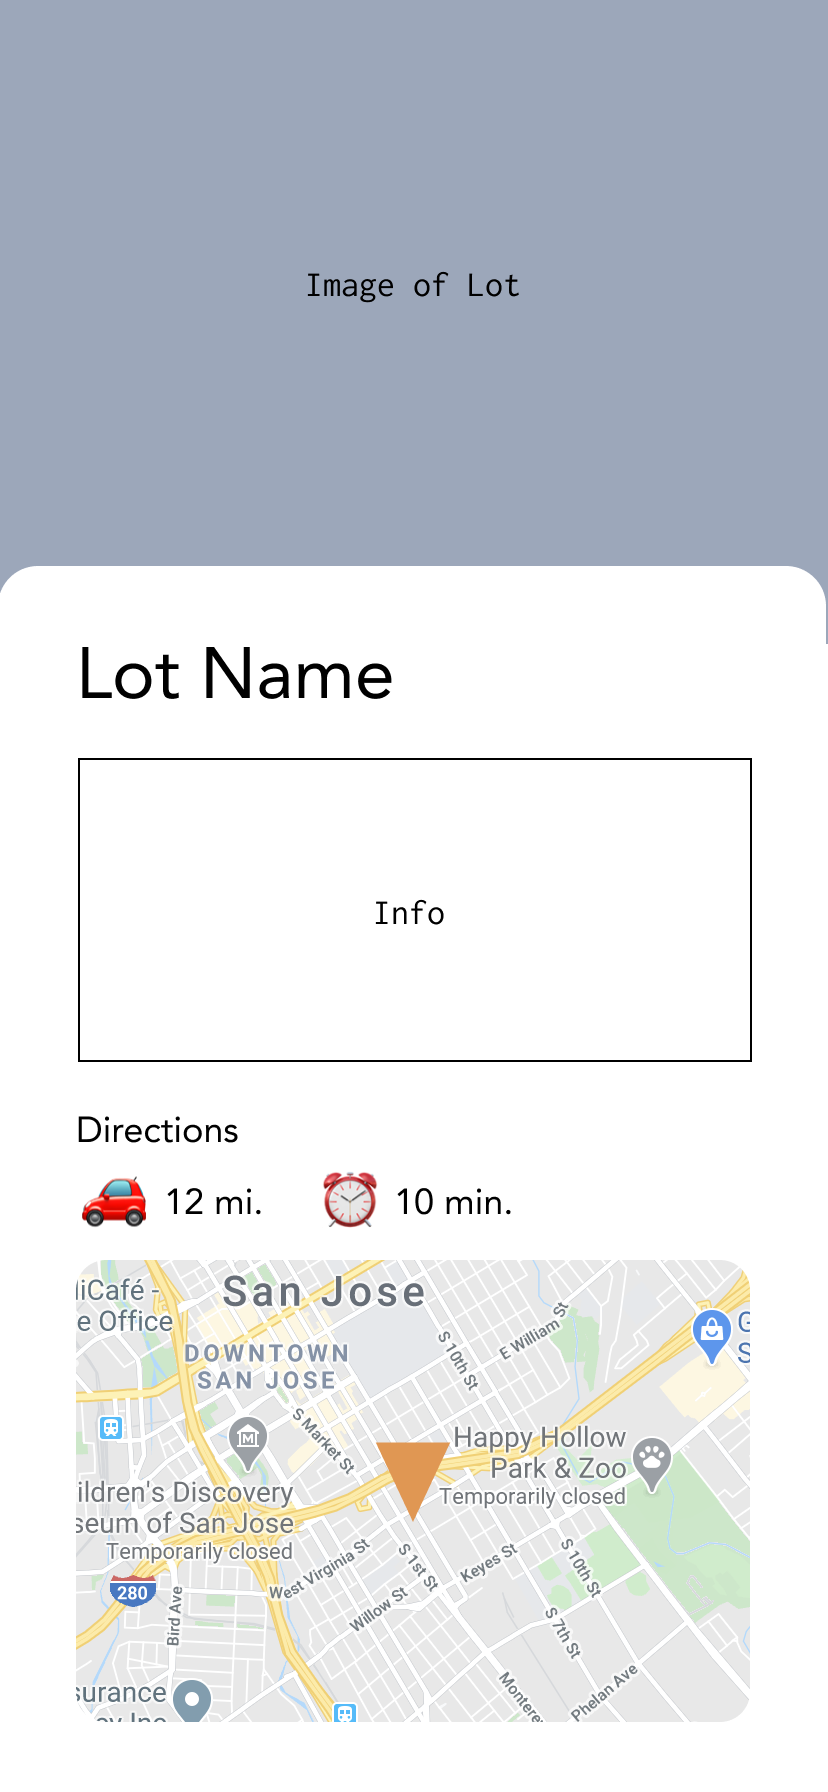 Image of Lot
Lot Name
Info
Directions
12 mi.
10 min.
San Jose
DOWNTOWN
SAN JOSE
iCafé -
e Office
S 10th St
E William St
G
S
S Market St
Happy Hollow
Park & Zoo
Temporarily closed
ildren's Discovery
seum of San Jose
Temporarily closed
280
Bird Ave
West Virginia St
Willow St
S 1st St
Keyes St
S 10th St
S 7th St
Phelan Ave
Montere
surance